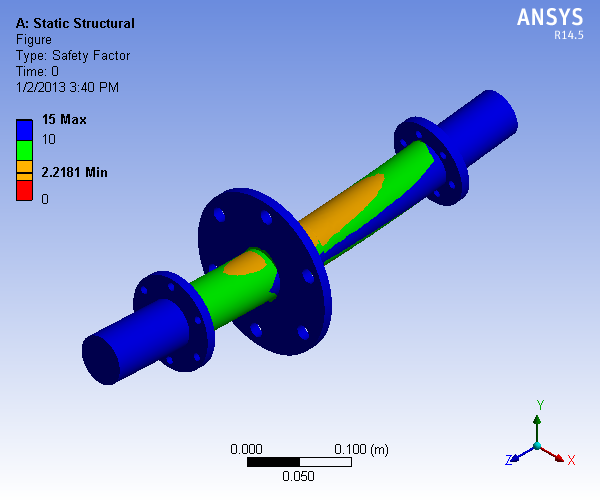 A: Static Structural
Figure
Type: Safety Factor
Time: 0
1/2/2013 3:40 PM
ANSYS
R14.5
15 Max
10
2.2181 Min
0
0.000
0.100 (m)
0.050
Y
Z
X